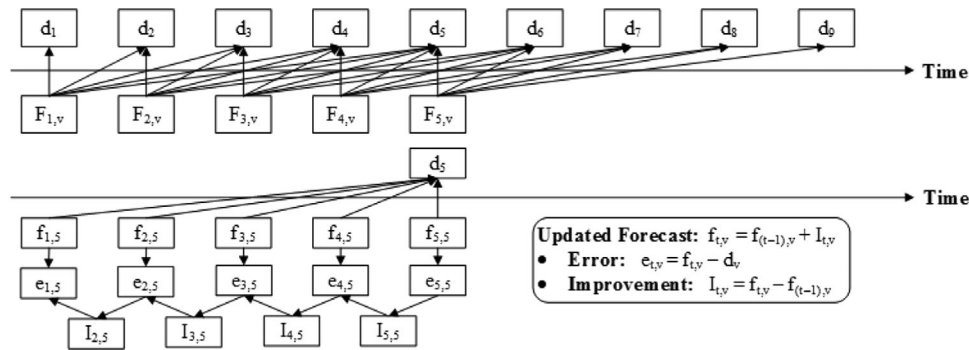 d₁ d₂ d₃ d₄ d₅ d₆ d₇ d₈ d₉
Time
F₁,ᵥ F₂,ᵥ F₃,ᵥ F₄,ᵥ F₅,ᵥ
d₅
Time
f₁,₅ f₂,₅ f₃,₅ f₄,₅ f₅,₅
e₁,₅ e₂,₅ e₃,₅ e₄,₅ e₅,₅
I₂,₅ I₃,₅ I₄,₅ I₅,₅
Updated Forecast: fₜ,ᵥ = f₍ₜ₋₁₎,ᵥ + Iₜ,ᵥ
• Error: eₜ,ᵥ = fₜ,ᵥ – dᵥ
• Improvement: Iₜ,ᵥ = fₜ,ᵥ – f₍ₜ₋₁₎,ᵥ